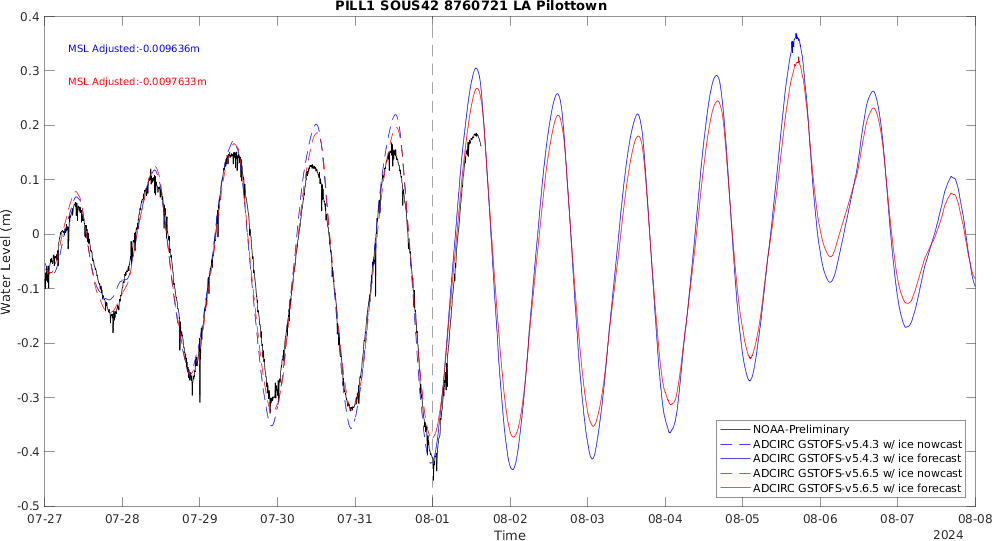 PILL1 SOUS42 8760721 LA Pilottown
MSL Adjusted:-0.009636m
MSL Adjusted:-0.0097633m
Water Level (m)
0.4
0.3
0.2
0.1
0
-0.1
-0.2
-0.3
-0.4
-0.5
NOAA-Preliminary
ADCIRC GSTOFS-v5.4.3 w/ ice nowcast
ADCIRC GSTOFS-v5.4.3 w/ ice forecast
ADCIRC GSTOFS-v5.6.5 w/ ice nowcast
ADCIRC GSTOFS-v5.6.5 w/ ice forecast
07-27 07-28 07-29 07-30 07-31 08-01 08-02 08-03 08-04 08-05 08-06 08-07 08-08
Time
2024